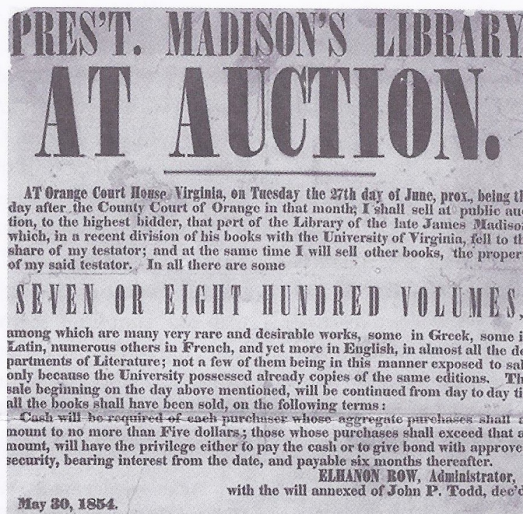 PRES'T. MADISON'S LIBRARY
AT AUCTION.
AT Orange Court House Virginia, on Tuesday the 27th day of June, prox., being th
day after the County Court of Orange in that month; I shall sell at public auc
tion, to the highest bidder, that part of the Library of the late James Madison
which, in a recent division of his books with the University of Virginia, fell to th
share of my testator; and at the same time I will sell other books, the proper
of my said testator. In all there are some
SEVEN OR EIGHT HUNDRED VOLUMES,
among which are many very rare and desirable works, some in Greek, some i
Latin, numerous others in French, and yet more in English, in almost all the de
partments of Literature; not a few of them being in this manner exposed to sal
only because the University possessed already copies of the same editions. Th
sale beginning on the day above mentioned, will be continued from day to day ti
all the books shall have been sold, on the following terms:
Cash will be required of each purchaser whose aggregate purchases shall a
mount to no more than Five dollars; those whose purchases shall exceed that a
mount, will have the privilege either to pay the cash or to give bond with approve
security, bearing interest from the date, and payable six months thereafter.
ELHANON ROW, Administrator,
with the will annexed of John P. Todd, dec'd
May 30, 1854.